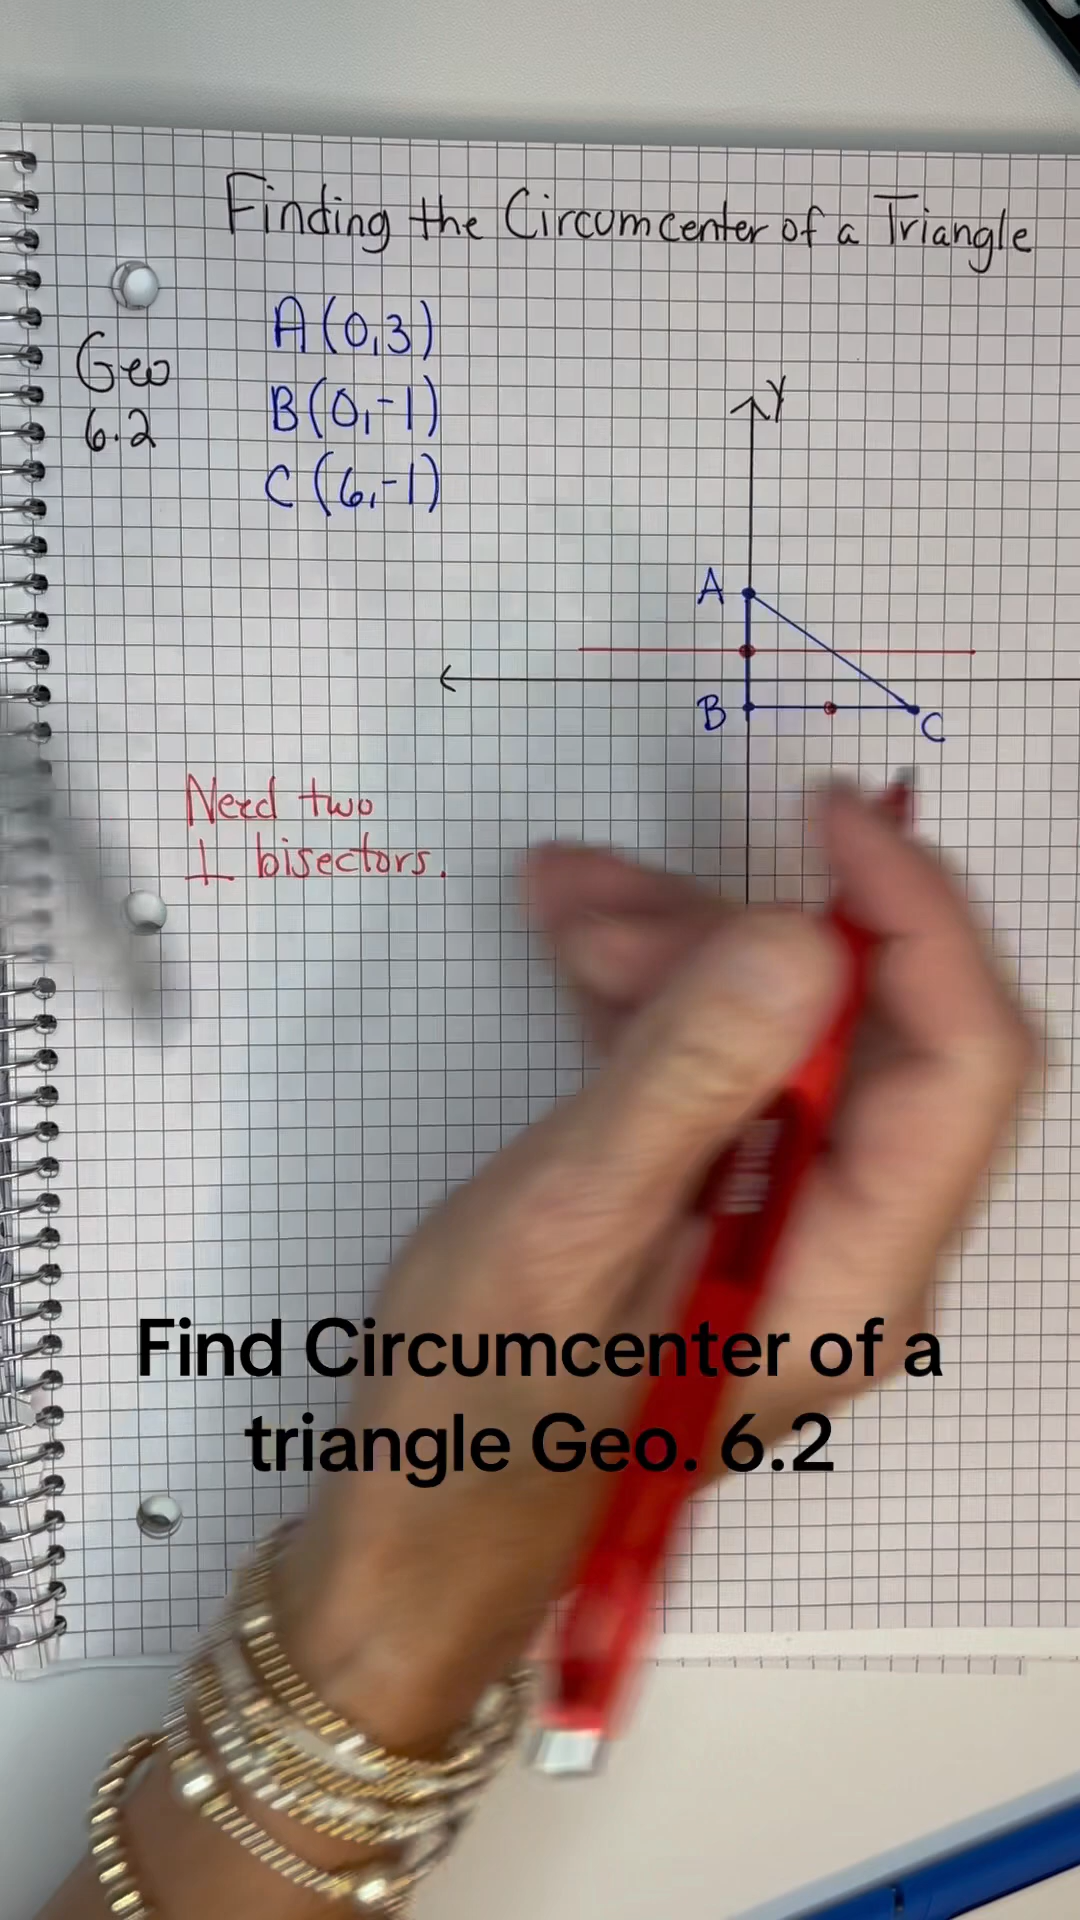 Finding the Circumcenter of a Triangle
Geo
6.2
A(0,3)
B(0,-1)
C(6,-1)
Y
A
B
C
Need two
⊥ bisectors.
Find Circumcenter of a
triangle Geo. 6.2